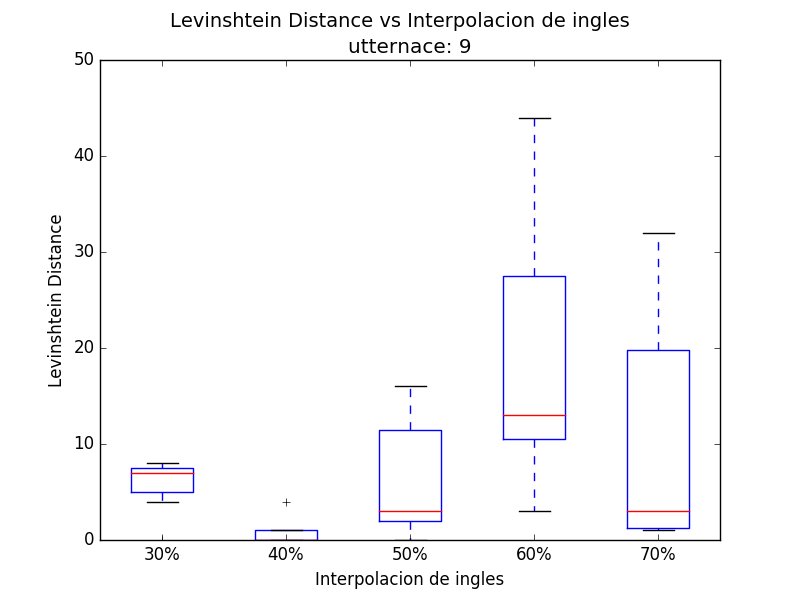 Levinshtein Distance vs Interpolacion de ingles
utternace: 9
50
40
30
20
10
0
Levinshtein Distance
30% 40% 50% 60% 70%
Interpolacion de ingles